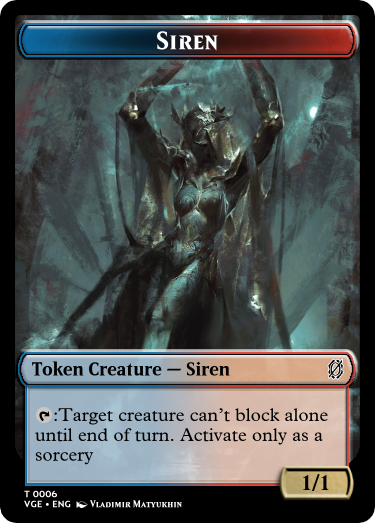 SIREN
Token Creature — Siren
:Target creature can't block alone
until end of turn. Activate only as a
sorcery
1/1
T 0006
VGE • ENG VLADIMIR MATYUKHIN